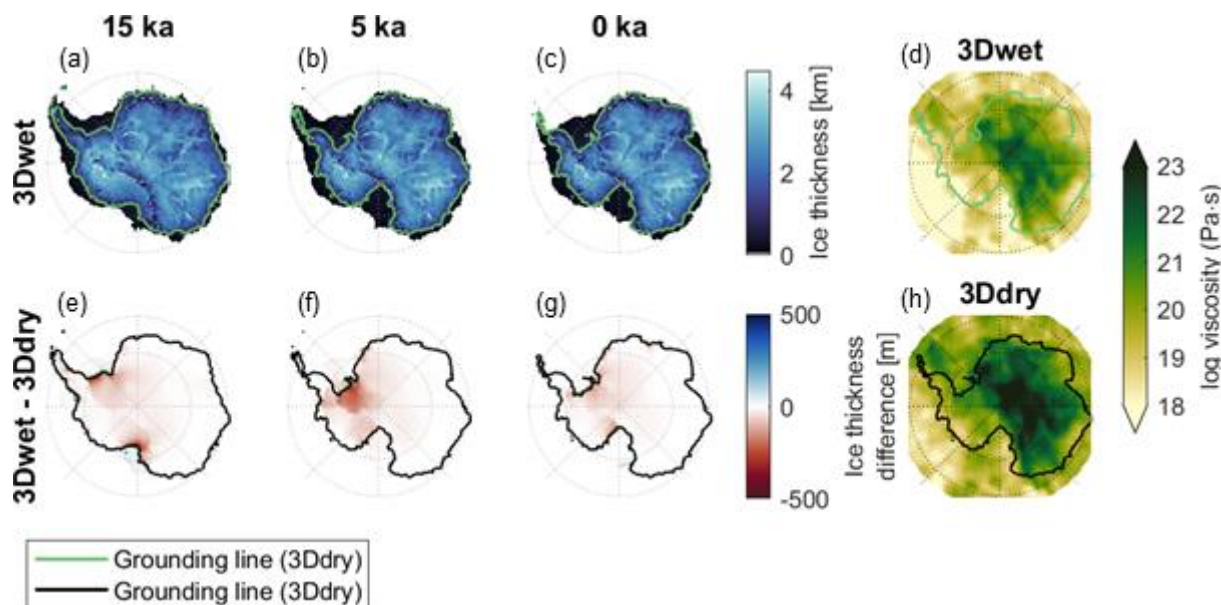 15 ka 5 ka 0 ka
(a) (b) (c) (d) 3Dwet
3Dwet
4
2
0
Ice thickness [km]
(e) (f) (g) (h) 3Ddry
3Dwet - 3Ddry
500
0
-500
Ice thickness
difference [m]
23
22
21
20
19
18
log viscosity (Pa·s)
Grounding line (3Ddry)
Grounding line (3Ddry)